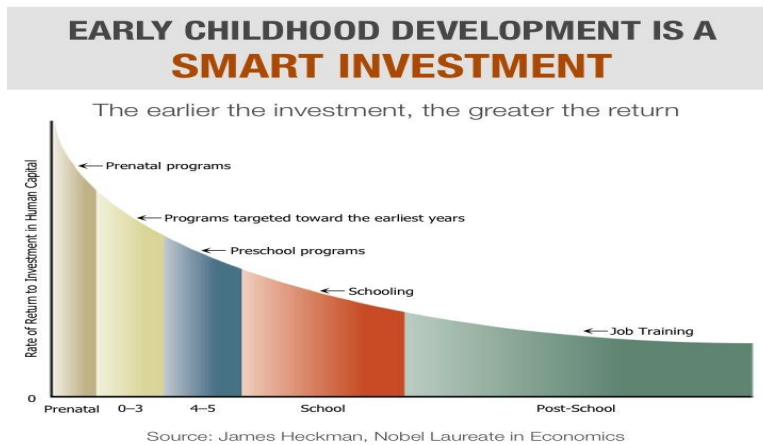 EARLY CHILDHOOD DEVELOPMENT IS A
SMART INVESTMENT
The earlier the investment, the greater the return
Rate of Return to Investment in Human Capital
Prenatal programs
Programs targeted toward the earliest years
Preschool programs
Schooling
Job Training
0
Prenatal
0–3
4–5
School
Post-School
Source: James Heckman, Nobel Laureate in Economics